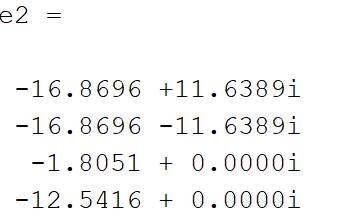 e2 =
-16.8696 +11.6389i
-16.8696 -11.6389i
-1.8051 + 0.0000i
-12.5416 + 0.0000i